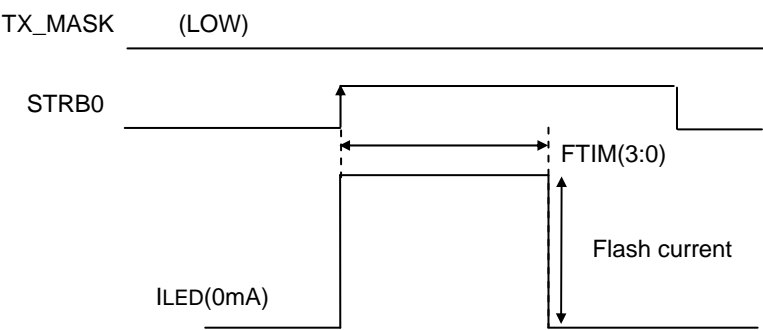 TX_MASK (LOW)
STRB0
FTIM(3:0)
Flash current
ILED(0mA)